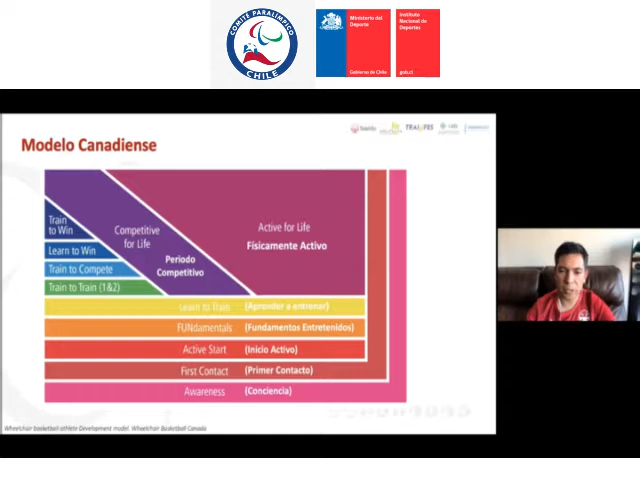 COMITÉ PARALÍMPICO
CHILE
Ministerio del
Deporte
Gobierno de Chile
Instituto
Nacional de
Deportes
gob.cl
Modelo Canadiense
Train
to Win
Learn to Win
Train to Compete
Train to Train (1&2)
Competitive
for Life
Periodo
Competitivo
Active for Life
Físicamente Activo
Learn to Train (Aprender a entrenar)
FUNdamentals (Fundamentos Entretenidos)
Active Start (Inicio Activo)
First Contact (Primer Contacto)
Awareness (Conciencia)
Wheelchair basketball athlete Development model. Wheelchair Basketball Canada